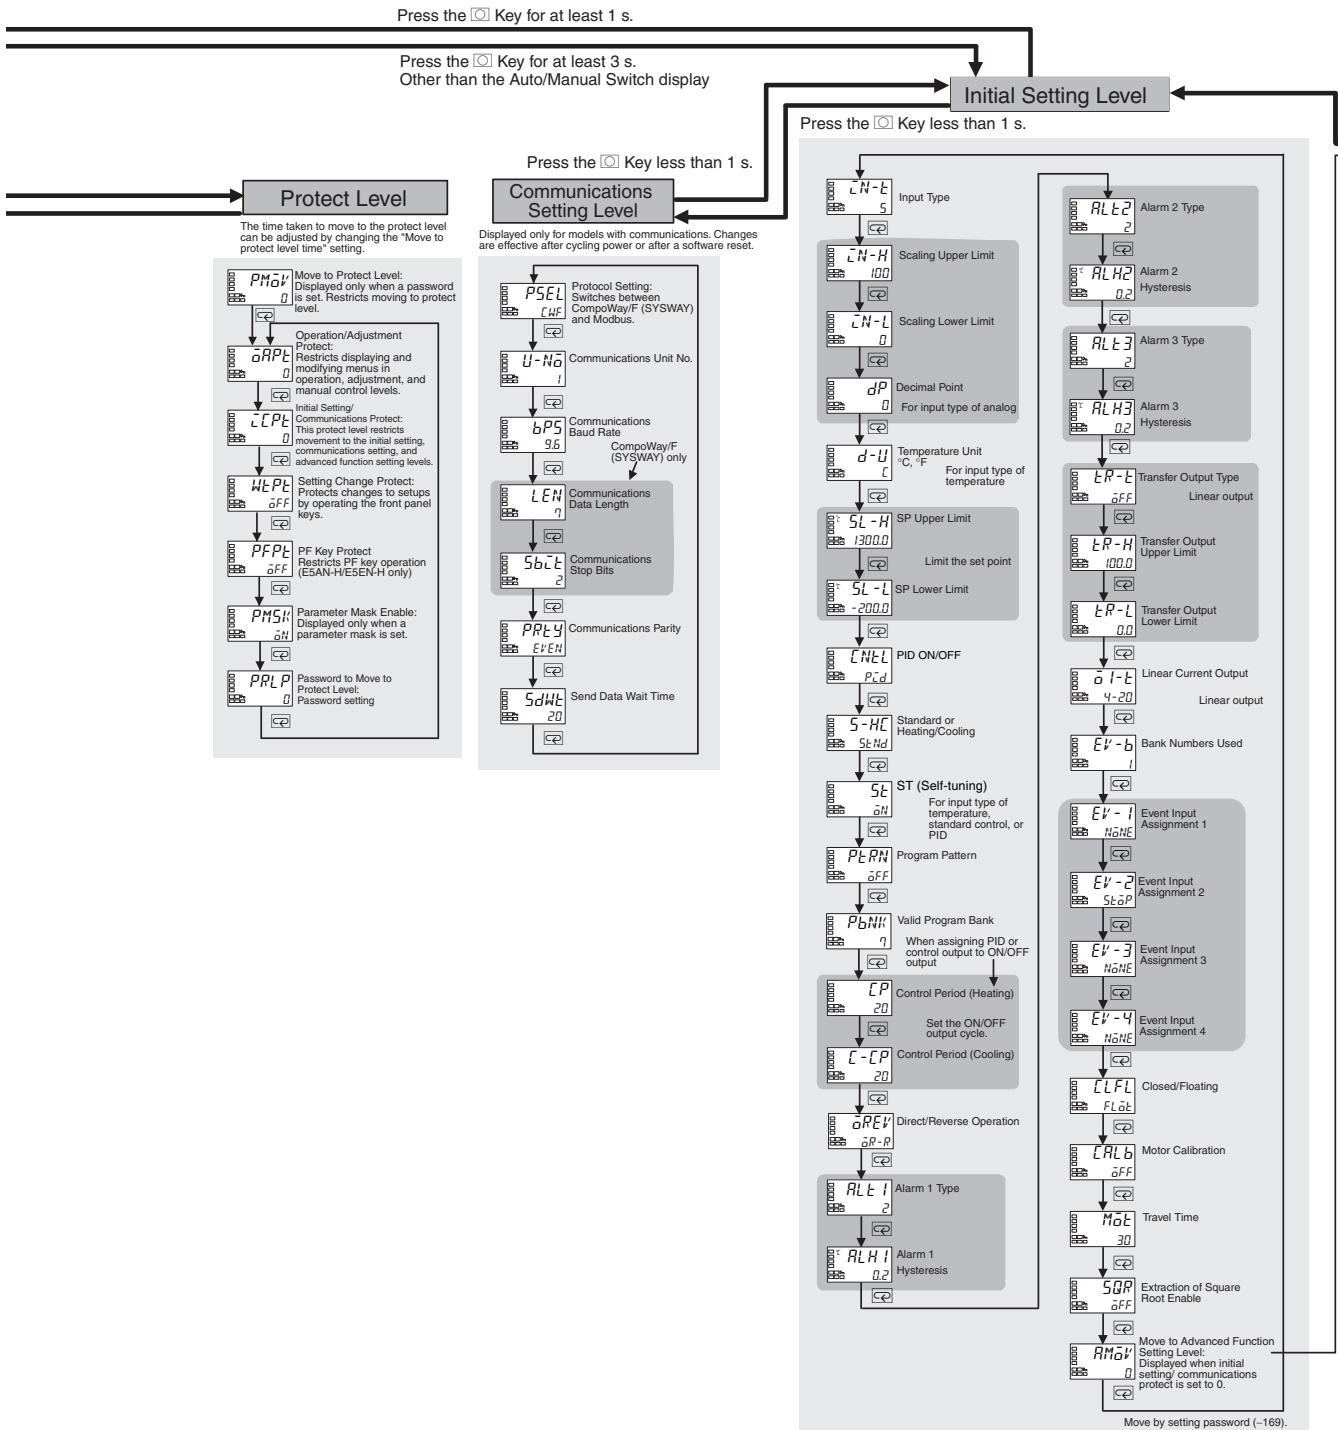 Press the Key for at least 1 s.
Press the Key for at least 3 s.
Other than the Auto/Manual Switch display
Initial Setting Level
Press the Key less than 1 s.
Press the Key less than 1 s.
Protect Level
The time taken to move to the protect level
can be adjusted by changing the "Move to
protect level time" setting.
PMoV
0
Move to Protect Level:
Displayed only when a password
is set. Restricts moving to protect
level.
oAPt
0
Operation/Adjustment
Protect:
Restricts displaying and
modifying menus in
operation, adjustment, and
manual control levels.
iCPt
0
Initial Setting/
Communications Protect:
This protect level restricts
movement to the initial setting,
communications setting, and
advanced function setting levels.
WtPt
oFF
Setting Change Protect:
Protects changes to setups
by operating the front panel
keys.
PFPt
oFF
PF Key Protect
Restricts PF key operation
(E5AN-H/E5EN-H only)
PMSK
oN
Parameter Mask Enable:
Displayed only when a
parameter mask is set.
PRLP
0
Password to Move to
Protect Level:
Password setting
Communications
Setting Level
Displayed only for models with communications. Changes
are effective after cycling power or after a software reset.
PSEL
CWF
Protocol Setting:
Switches between
CompoWay/F (SYSWAY)
and Modbus.
U-No
1
Communications Unit No.
bPS
9.6
Communications
Baud Rate
CompoWay/F
(SYSWAY) only
LEN
7
Communications
Data Length
Sbit
2
Communications
Stop Bits
PRtY
EVEN
Communications Parity
SdWt
20
Send Data Wait Time
iN-t
5
Input Type
iN-H
100
Scaling Upper Limit
iN-L
0
Scaling Lower Limit
dP
0
Decimal Point
For input type of analog
d-U
C
Temperature Unit
°C, °F
For input type of
temperature
SL-H
1300.0
SP Upper Limit
Limit the set point
SL-L
-200.0
SP Lower Limit
CNtL
Pid
PID ON/OFF
S-HC
StNd
Standard or
Heating/Cooling
St
oN
ST (Self-tuning)
For input type of
temperature,
standard control, or
PID
PtRN
oFF
Program Pattern
PbNK
7
Valid Program Bank
When assigning PID or
control output to ON/OFF
output
CP
20
Control Period (Heating)
Set the ON/OFF
output cycle.
C-CP
20
Control Period (Cooling)
oREV
oR-R
Direct/Reverse Operation
ALt1
2
Alarm 1 Type
ALH1
0.2
Alarm 1
Hysteresis
ALt2
2
Alarm 2 Type
ALH2
0.2
Alarm 2
Hysteresis
ALt3
2
Alarm 3 Type
ALH3
0.2
Alarm 3
Hysteresis
tR-t
oFF
Transfer Output Type
Linear output
tR-H
100.0
Transfer Output
Upper Limit
tR-L
0.0
Transfer Output
Lower Limit
o1-t
4-20
Linear Current Output
Linear output
EV-b
1
Bank Numbers Used
EV-1
NoNE
Event Input
Assignment 1
EV-2
StoP
Event Input
Assignment 2
EV-3
NoNE
Event Input
Assignment 3
EV-4
NoNE
Event Input
Assignment 4
CLFL
FLot
Closed/Floating
CALb
oFF
Motor Calibration
Mot
30
Travel Time
SQR
oFF
Extraction of Square
Root Enable
AMoV
0
Move to Advanced Function
Setting Level:
Displayed when initial
setting/ communications
protect is set to 0.
Move by setting password (−169).